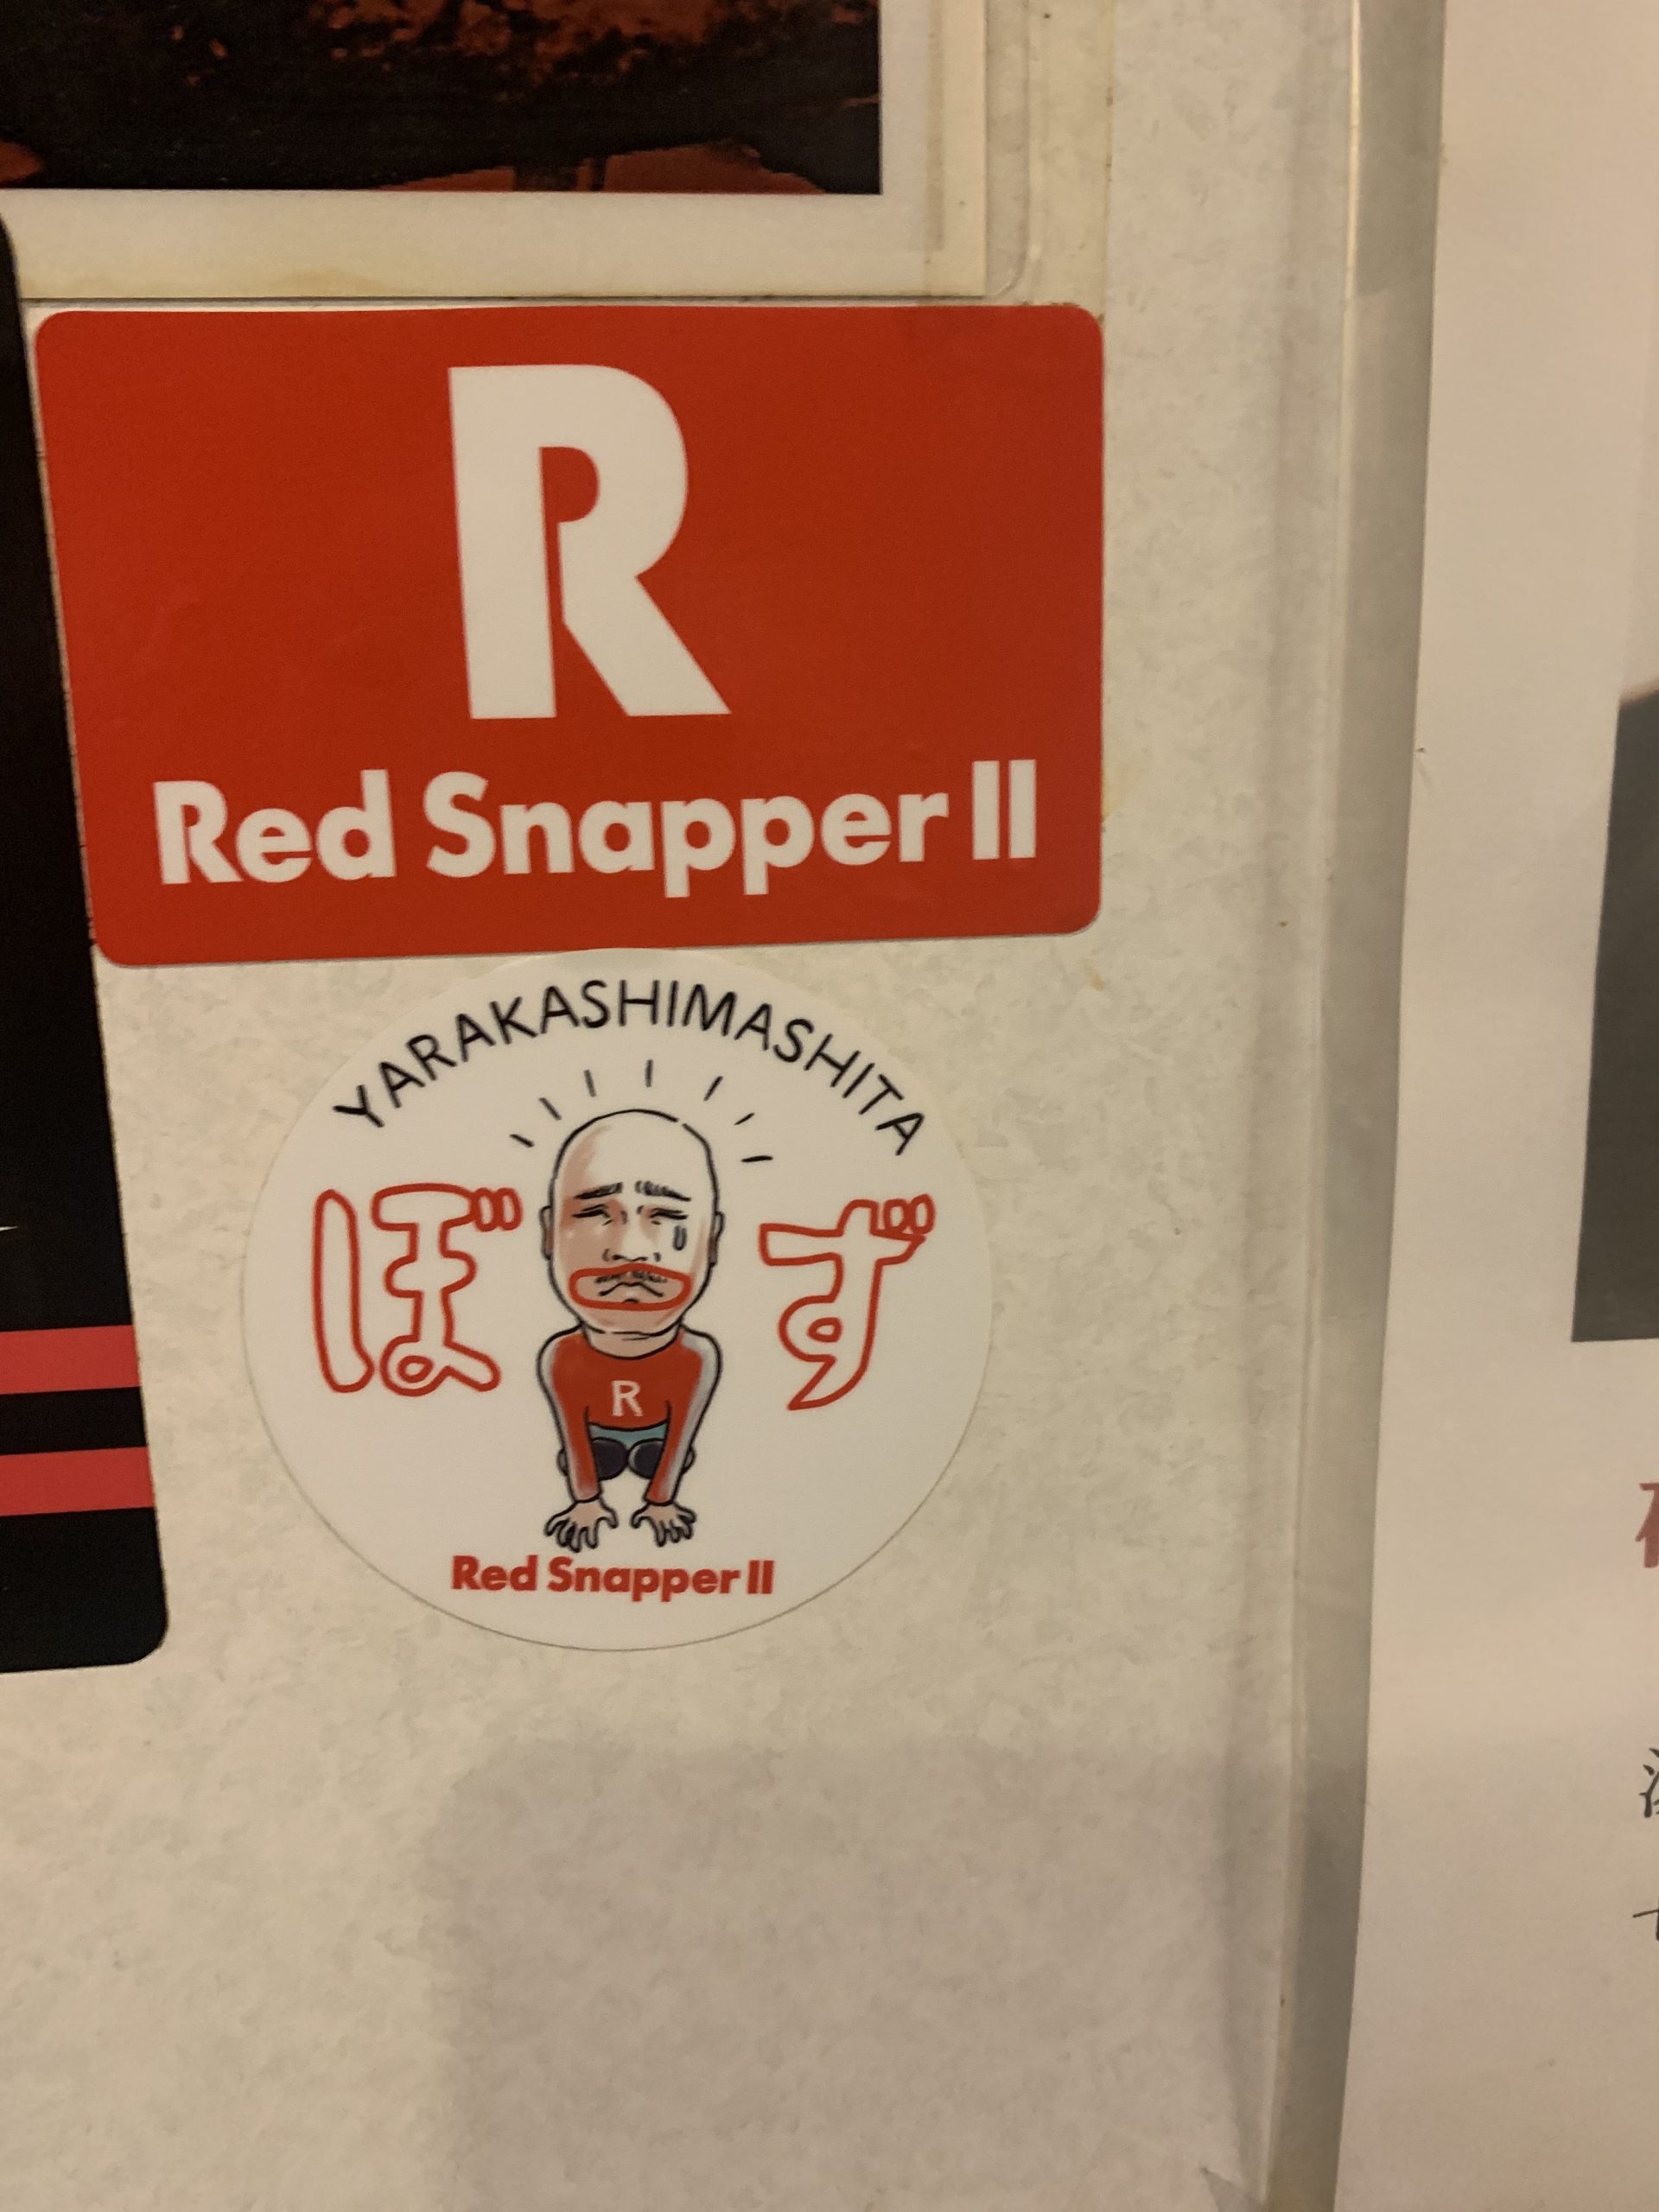 R
Red Snapper II
YARAKASHIMASHITA
ぼず
R
Red Snapper II